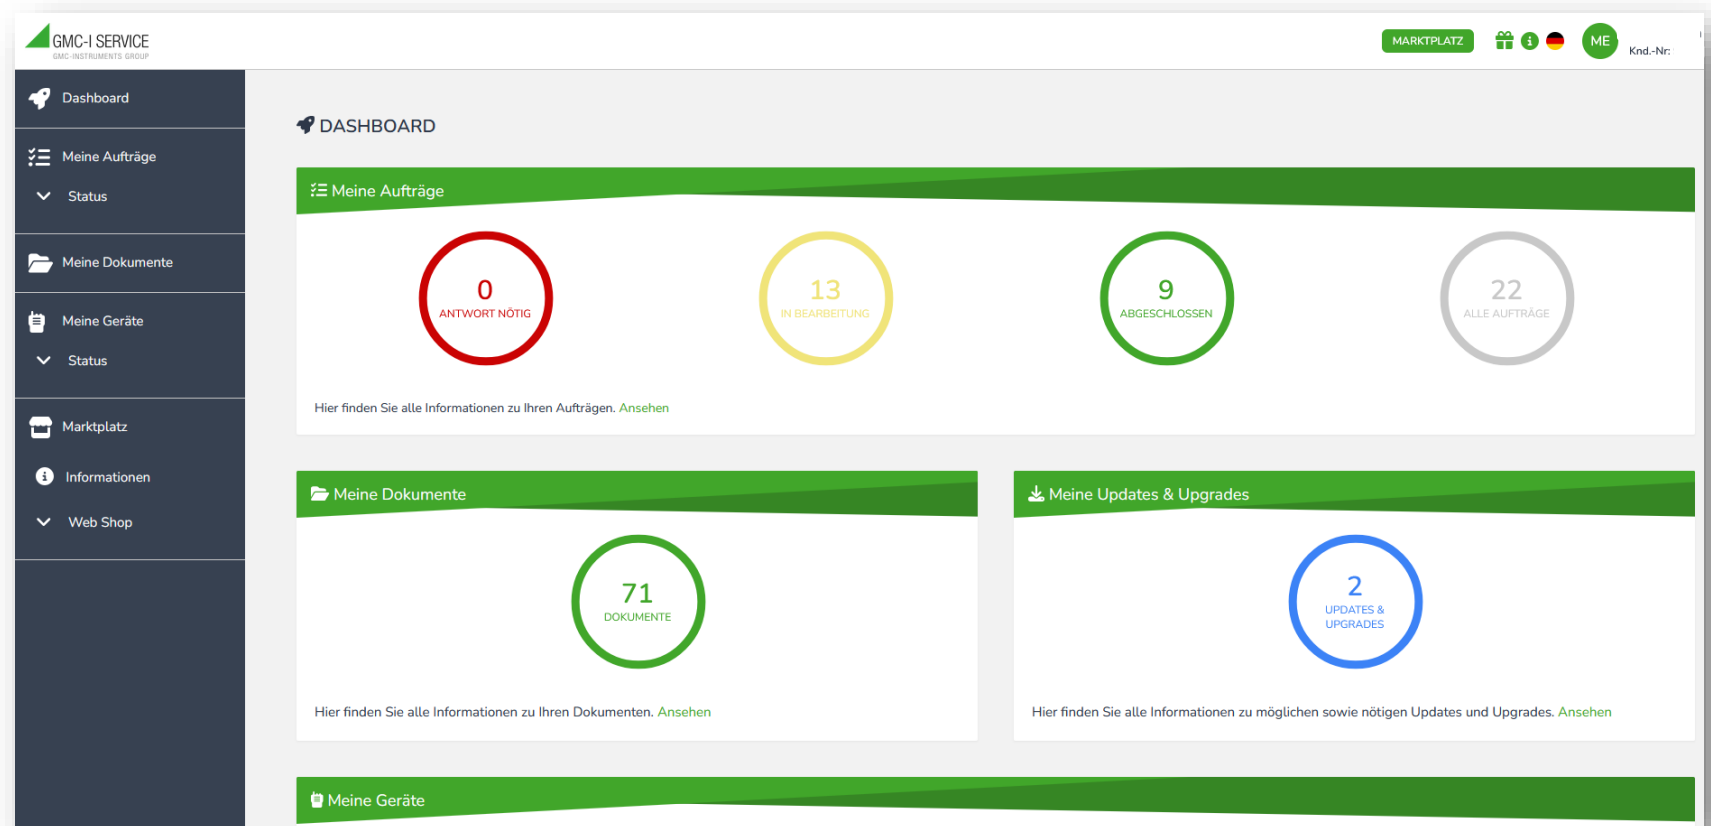 GMC-I SERVICE
GMC-INSTRUMENTS GROUP
MARKTPLATZ
ME
Knd.-Nr:
Dashboard
Meine Aufträge
Status
Meine Dokumente
Meine Geräte
Status
Marktplatz
Informationen
Web Shop
DASHBOARD
Meine Aufträge
0
ANTWORT NÖTIG
13
IN BEARBEITUNG
9
ABGESCHLOSSEN
22
ALLE AUFTRÄGE
Hier finden Sie alle Informationen zu Ihren Aufträgen. Ansehen
Meine Dokumente
71
DOKUMENTE
Hier finden Sie alle Informationen zu Ihren Dokumenten. Ansehen
Meine Updates & Upgrades
2
UPDATES &
UPGRADES
Hier finden Sie alle Informationen zu möglichen sowie nötigen Updates und Upgrades. Ansehen
Meine Geräte